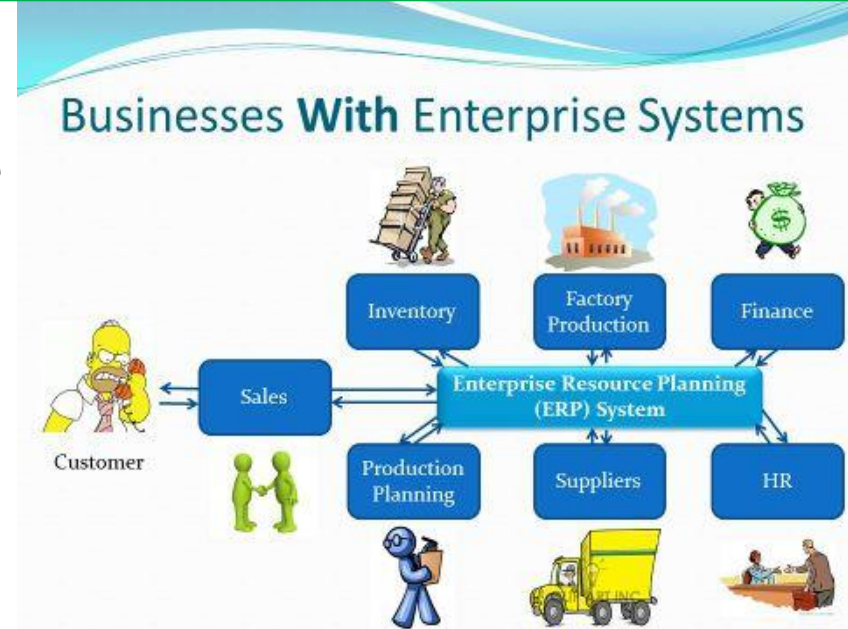 Businesses With Enterprise Systems
Inventory
Factory
Production
Finance
Sales
Enterprise Resource Planning
(ERP) System
Customer
Production
Planning
Suppliers
HR